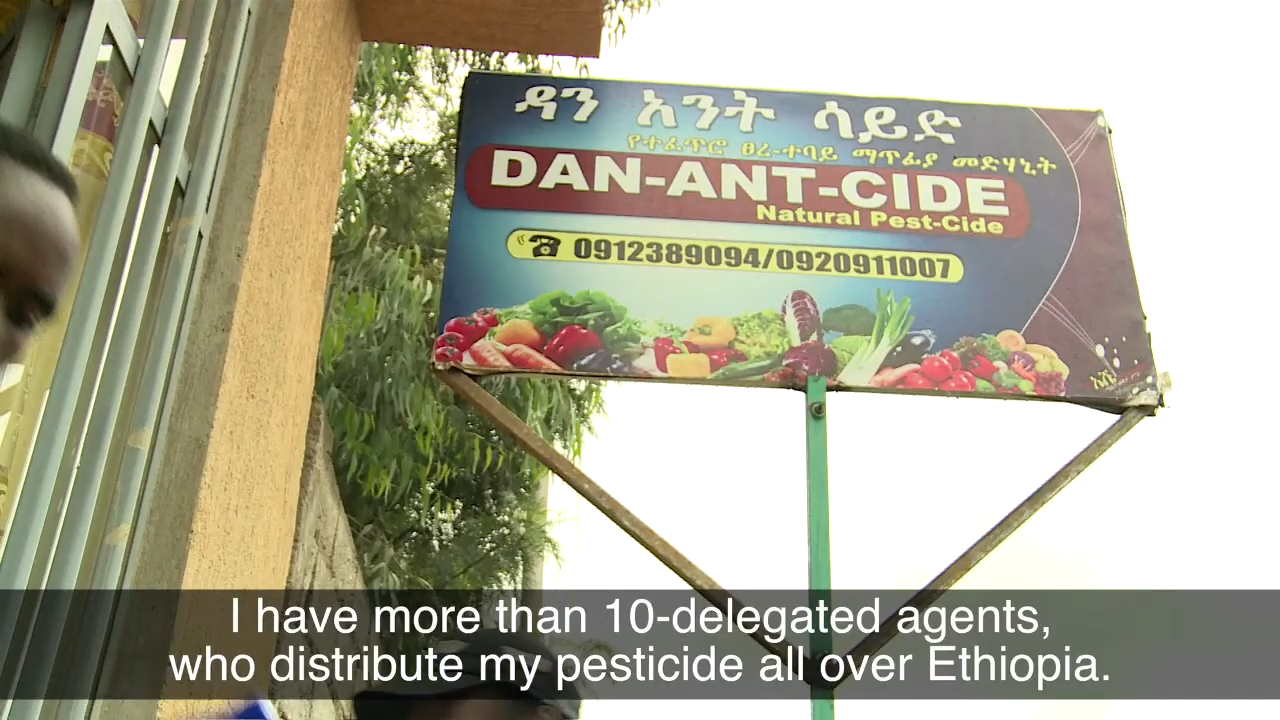 ዳን አንት ሳይድ
የተፈጥሮ ፀረ-ተባይ ማጥፊያ መድሃኒት
DAN-ANT-CIDE
Natural Pest-Cide
0912389094/0920911007
I have more than 10-delegated agents,
who distribute my pesticide all over Ethiopia.